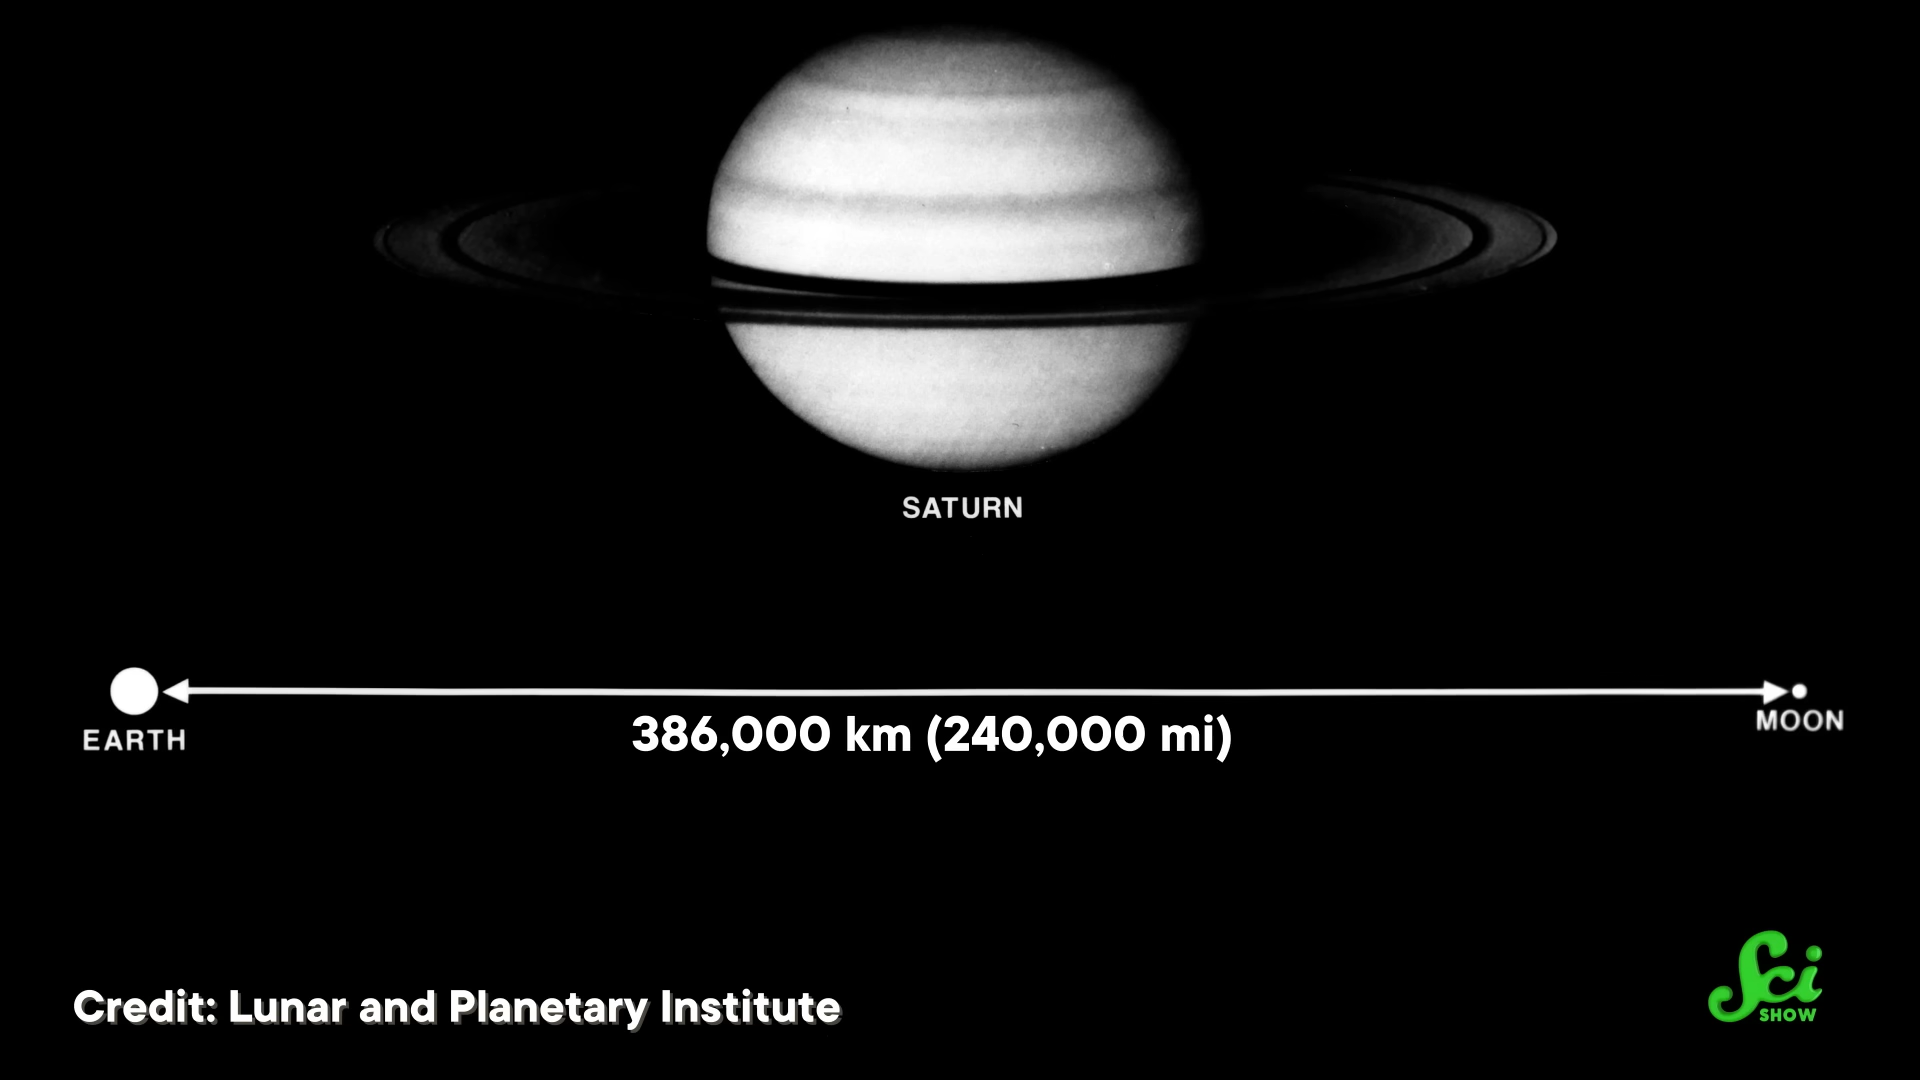 SATURN
EARTH
386,000 km (240,000 mi)
MOON
Credit: Lunar and Planetary Institute
Sci
SHOW